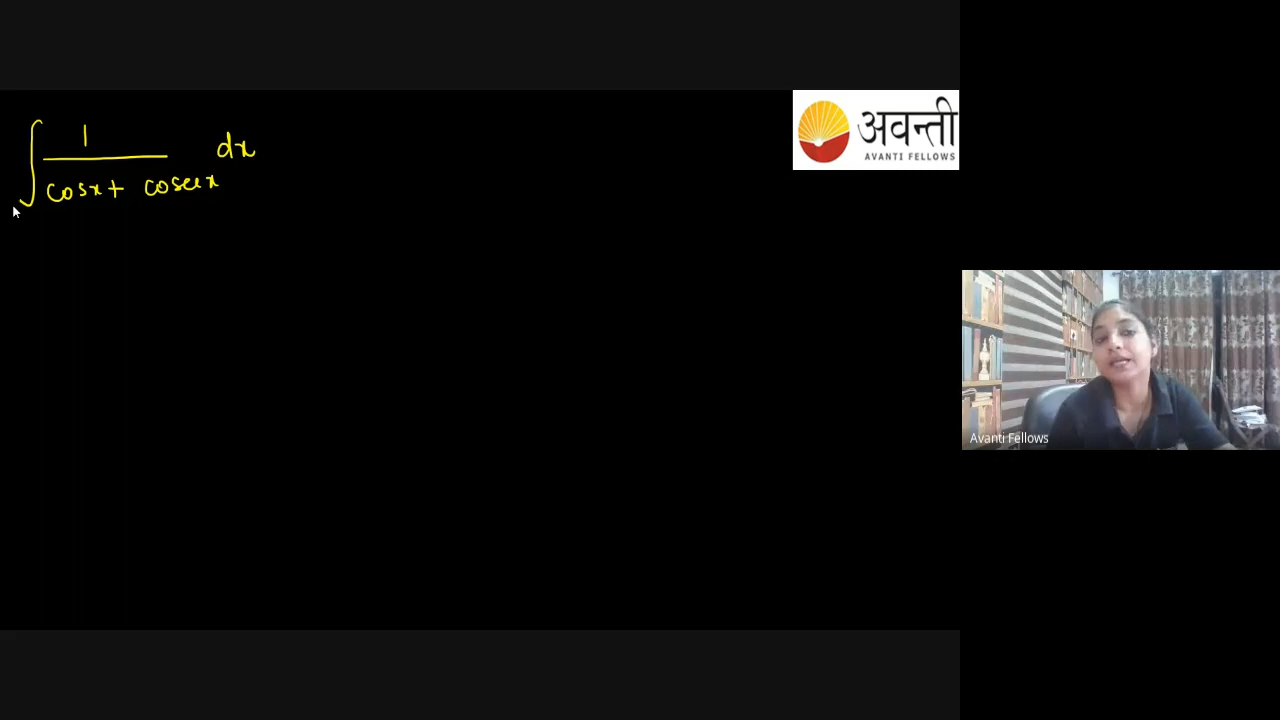 ∫ 1 / (cosx + cosecx) dx
अवन्ती
AVANTI FELLOWS
Avanti Fellows